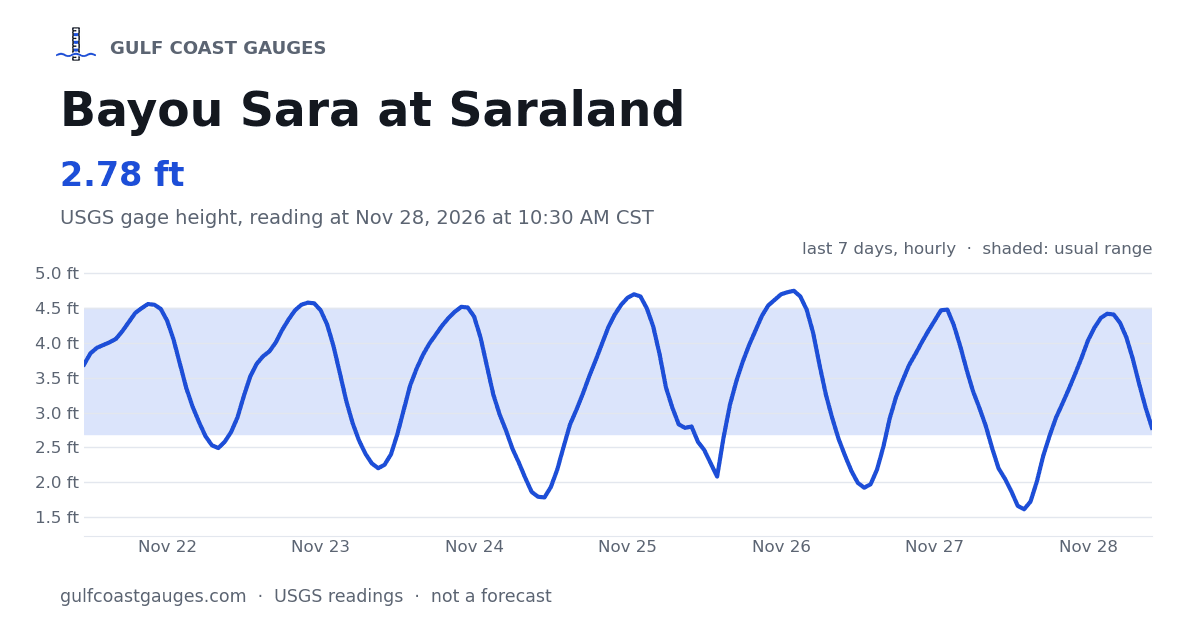 GULF COAST GAUGES
Bayou Sara at Saraland
2.78 ft
USGS gage height, reading at Nov 28, 2026 at 10:30 AM CST
last 7 days, hourly · shaded: usual range
5.0 ft
4.5 ft
4.0 ft
3.5 ft
3.0 ft
2.5 ft
2.0 ft
1.5 ft
Nov 22 Nov 23 Nov 24 Nov 25 Nov 26 Nov 27 Nov 28
gulfcoastgauges.com · USGS readings · not a forecast